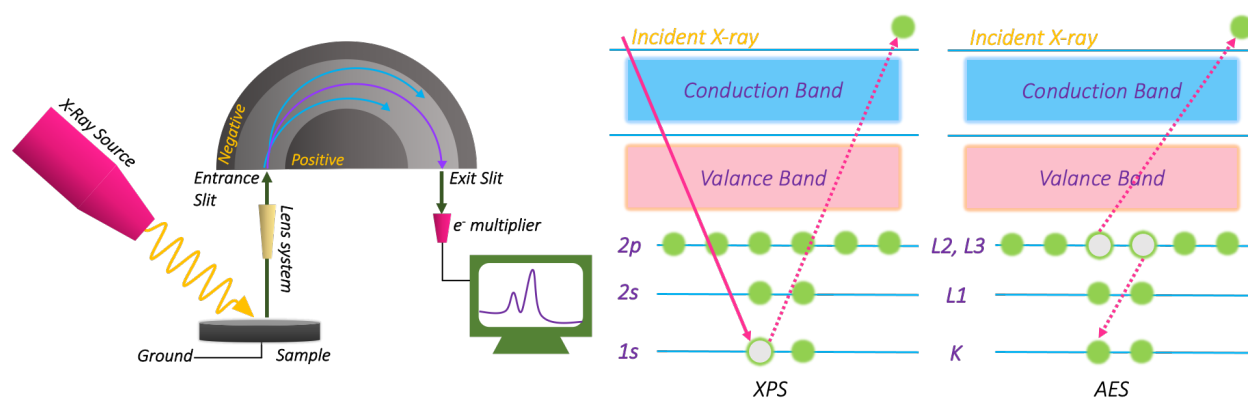 X-Ray Source
Negative
Positive
Entrance
Slit
Exit Slit
Lens system
e- multiplier
Ground
Sample
Incident X-ray
Conduction Band
Valance Band
2p
2s
1s
XPS
Incident X-ray
Conduction Band
Valance Band
L2, L3
L1
K
AES